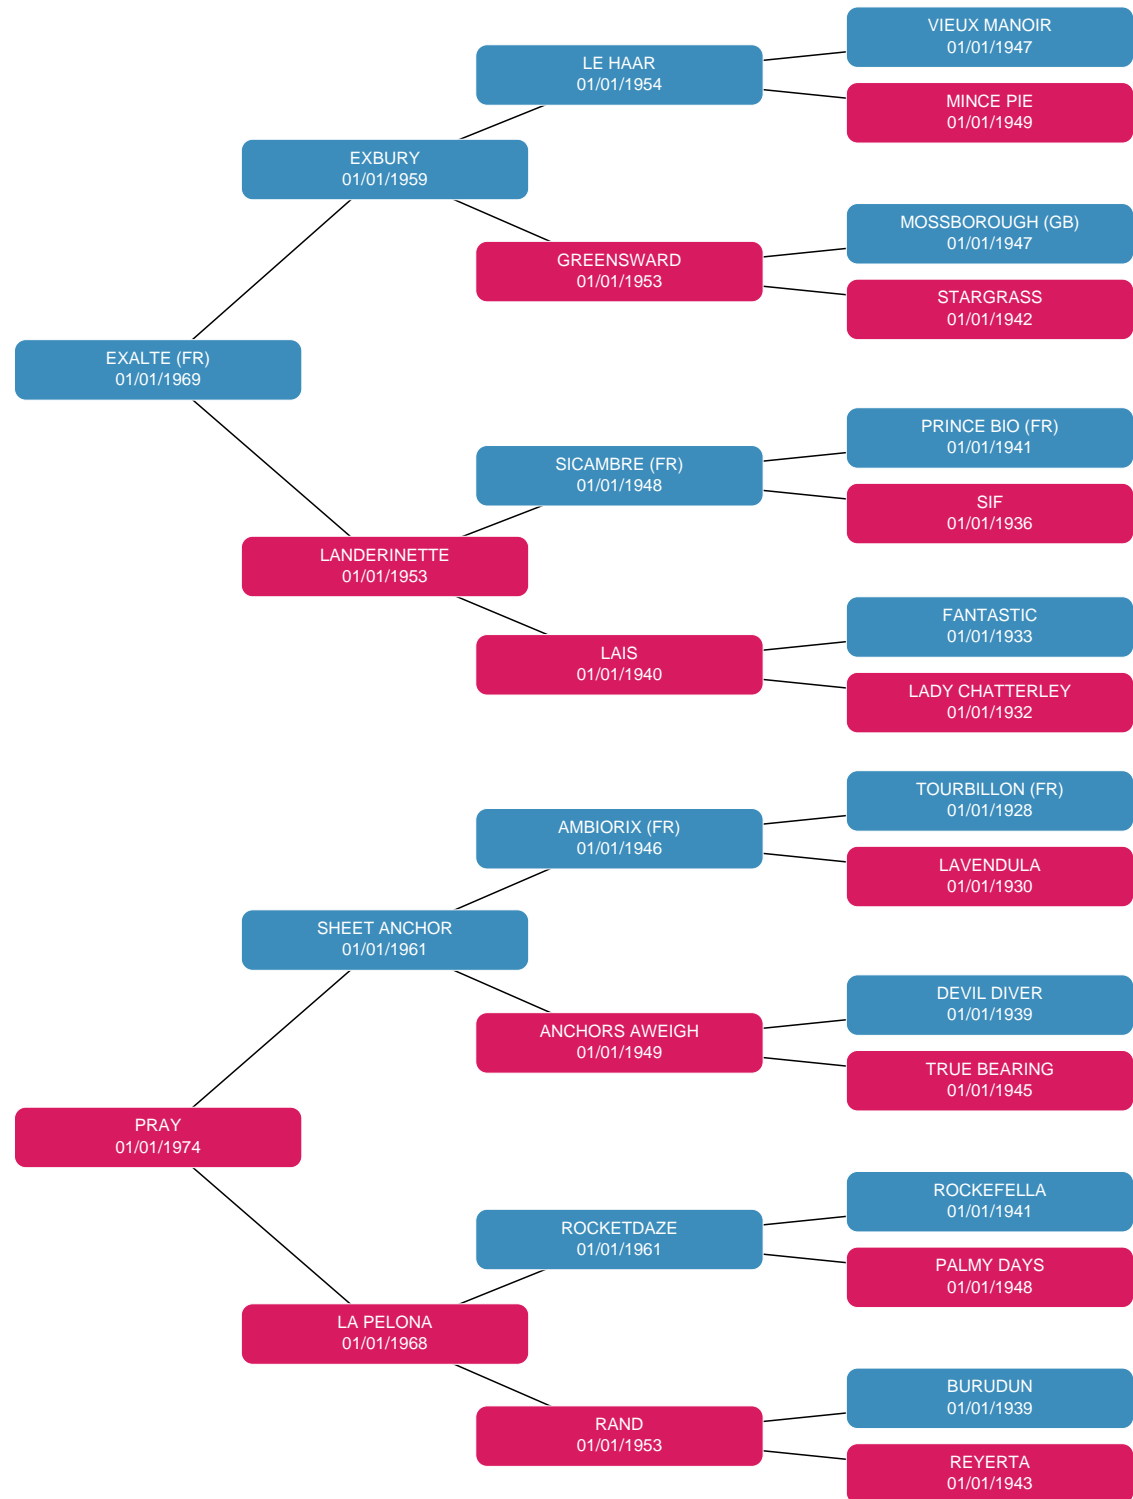 VIEUX MANOIR
01/01/1947
LE HAAR
01/01/1954
MINCE PIE
01/01/1949
EXBURY
01/01/1959
MOSSBOROUGH (GB)
01/01/1947
GREENSWARD
01/01/1953
STARGRASS
01/01/1942
EXALTE (FR)
01/01/1969
PRINCE BIO (FR)
01/01/1941
SICAMBRE (FR)
01/01/1948
SIF
01/01/1936
LANDERINETTE
01/01/1953
FANTASTIC
01/01/1933
LAIS
01/01/1940
LADY CHATTERLEY
01/01/1932
TOURBILLON (FR)
01/01/1928
AMBIORIX (FR)
01/01/1946
LAVENDULA
01/01/1930
SHEET ANCHOR
01/01/1961
DEVIL DIVER
01/01/1939
ANCHORS AWEIGH
01/01/1949
TRUE BEARING
01/01/1945
PRAY
01/01/1974
ROCKEFELLA
01/01/1941
ROCKETDAZE
01/01/1961
PALMY DAYS
01/01/1948
LA PELONA
01/01/1968
BURUDUN
01/01/1939
RAND
01/01/1953
REYERTA
01/01/1943